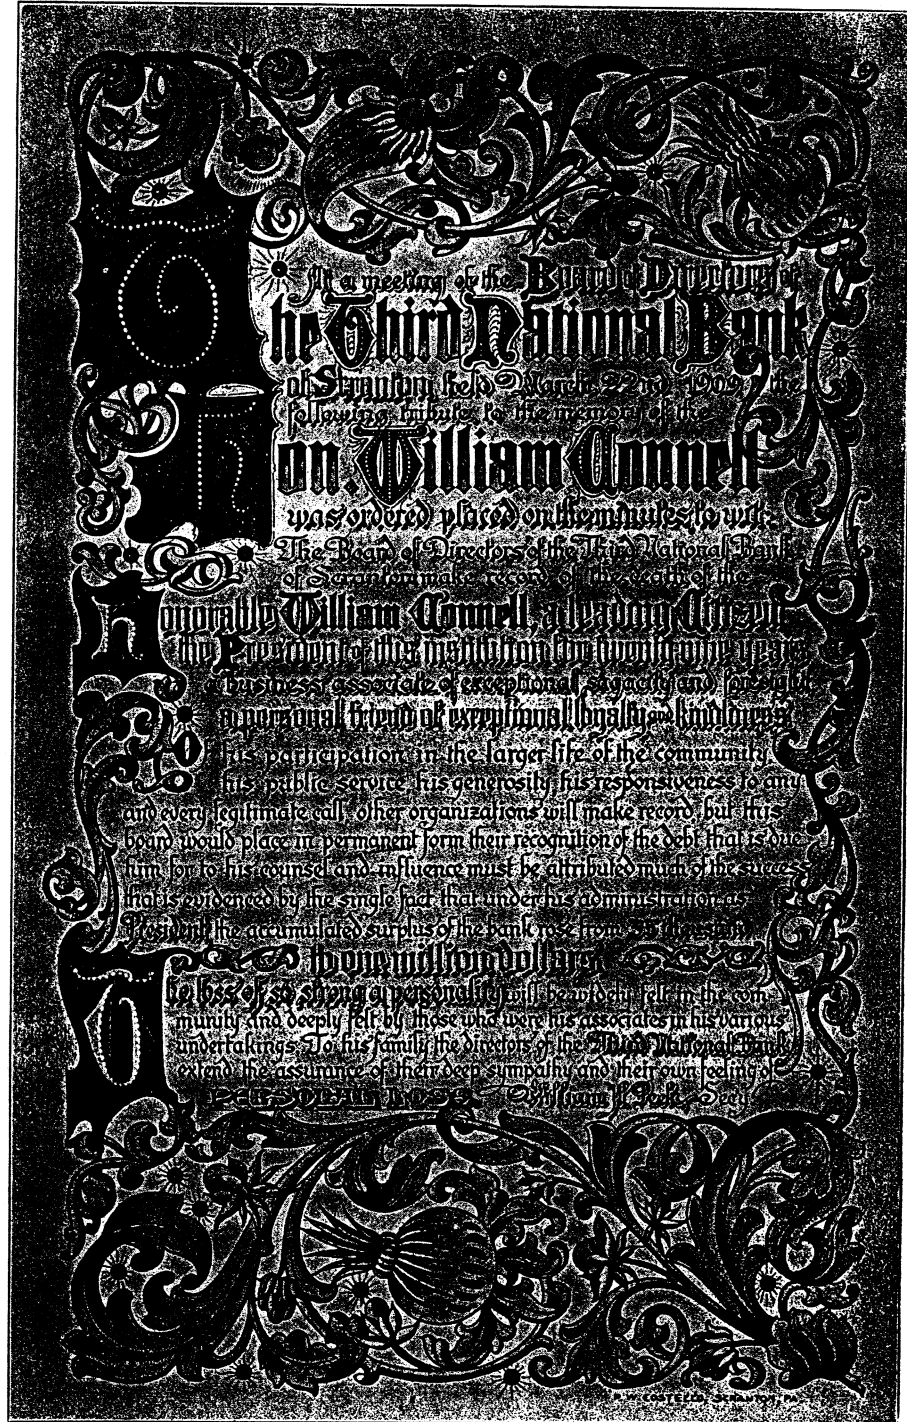 At a meeting of the Board of Directors of
The Third National Bank
of Scranton, held March 22nd 1909, the
following tribute to the memory of the
Hon. William Connell
was ordered placed on the minutes, to wit:
The Board of Directors of the Third National Bank
of Scranton make record of the death of the
Honorable William Connell, a leading Citizen
the President of this institution for twenty-one years
a business associate of exceptional sagacity and foresight
a personal friend of exceptional loyalty and kindness
To his participation in the larger life of the community
his public service, his generosity, his responsiveness to any
and every legitimate call, other organizations will make record, but this
board would place in permanent form their recognition of the debt that is due
him, for to his counsel and influence must be attributed much of the success
that is evidenced by the single fact that under his administration as
President the accumulated surplus of the bank rose from thousand
to one million dollars.
The loss of so strong a personality will be widely felt in the com-
munity and deeply felt by those who were his associates in his various
undertakings. To his family the directors of the Third National Bank
extend the assurance of their deep sympathy and their own feeling of
PERSONAL LOSS. William H. Peck Secy
P. COSTELLO SCRANTON, PA.